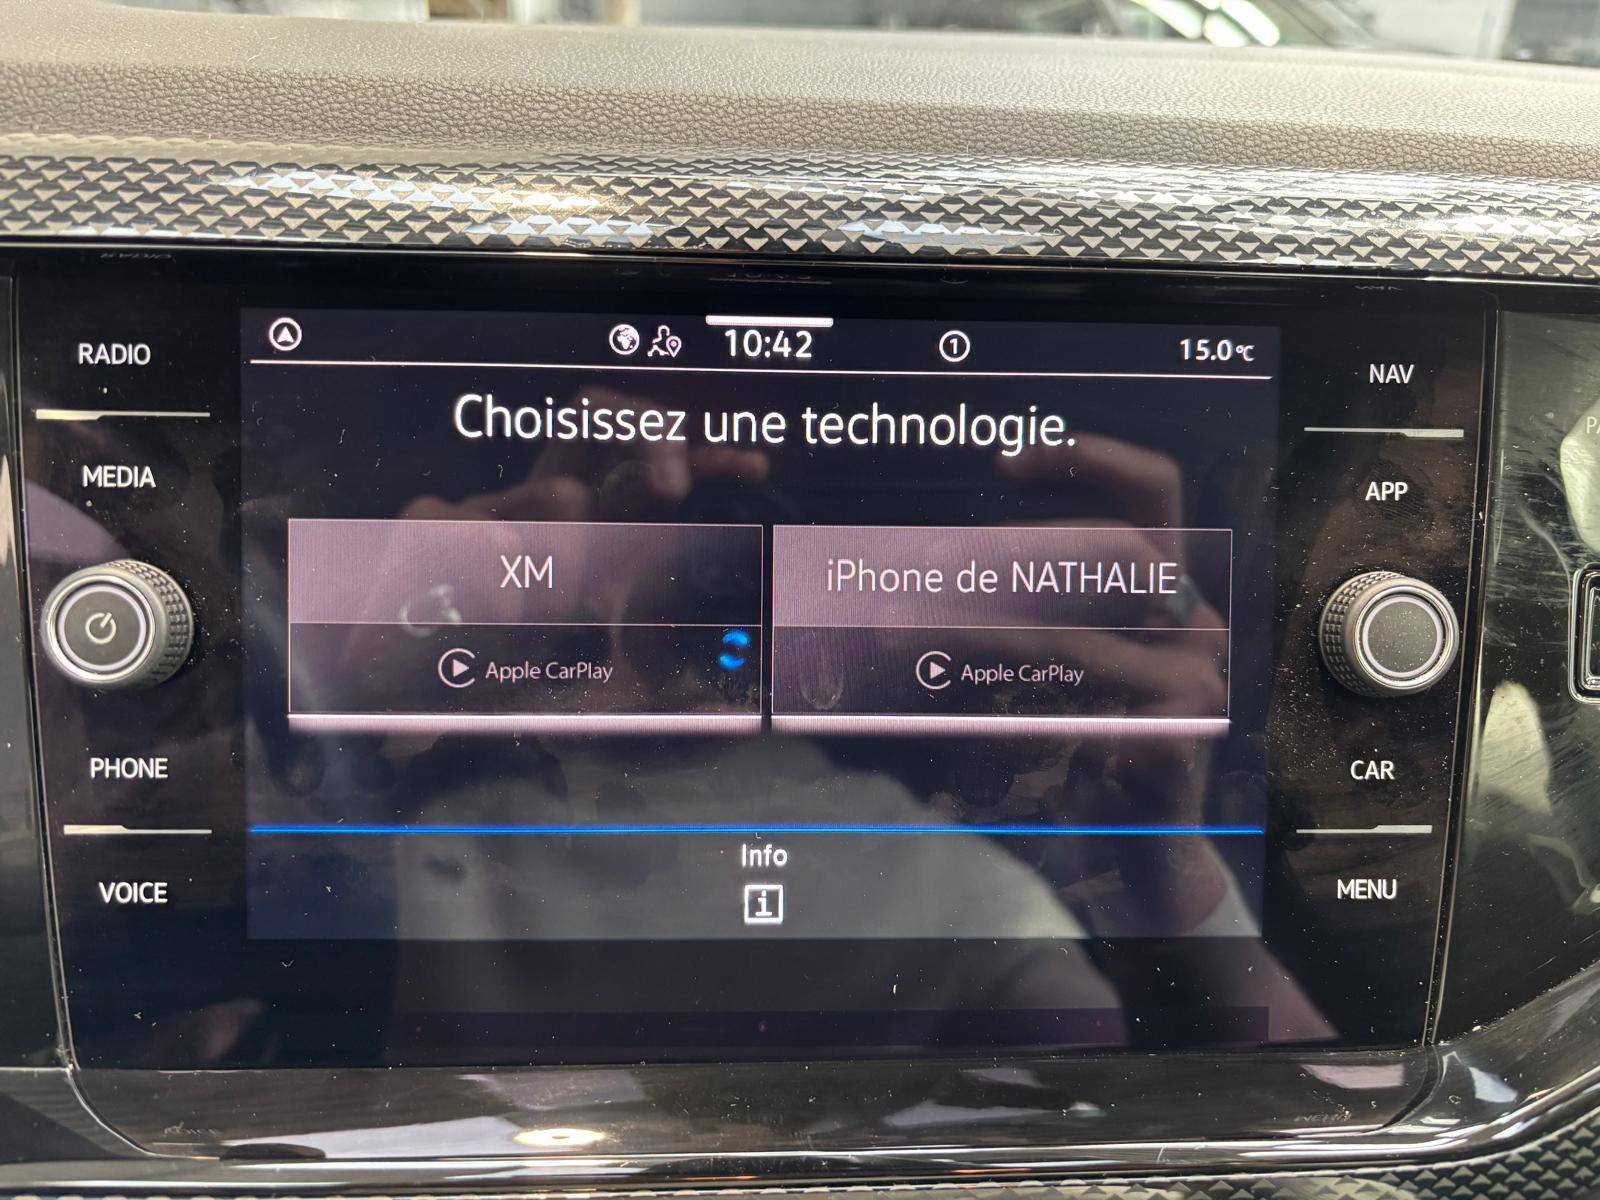 RADIO
MEDIA
PHONE
VOICE
10:42
1
15.0°C
Choisissez une technologie.
XM
Apple CarPlay
iPhone de NATHALIE
Apple CarPlay
Info
i
NAV
APP
CAR
MENU